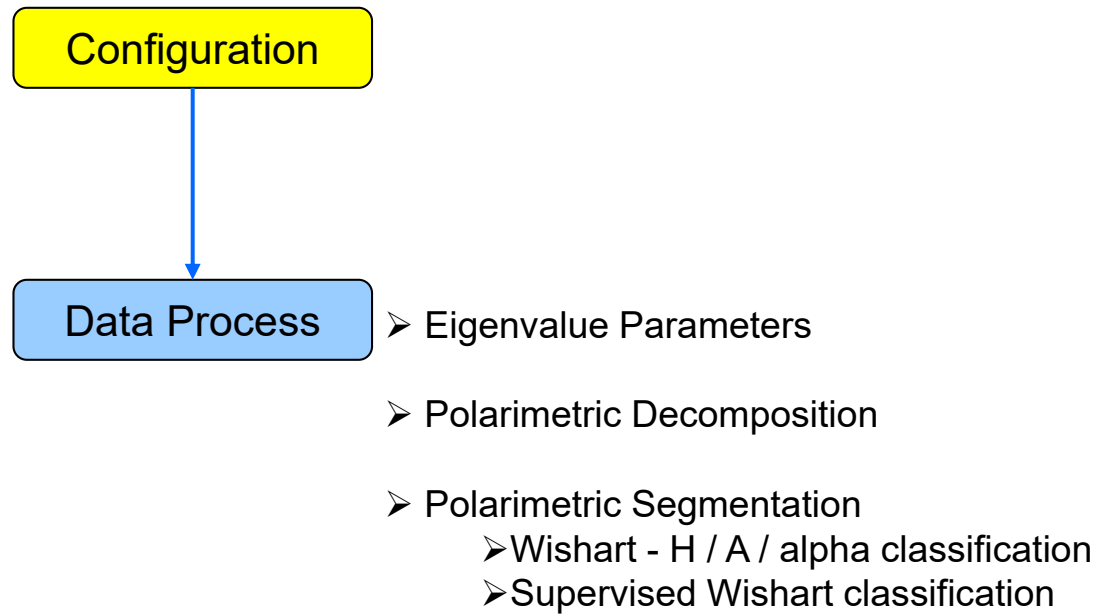 Configuration
Data Process
➢ Eigenvalue Parameters
➢ Polarimetric Decomposition
➢ Polarimetric Segmentation
➢Wishart - H / A / alpha classification
➢Supervised Wishart classification